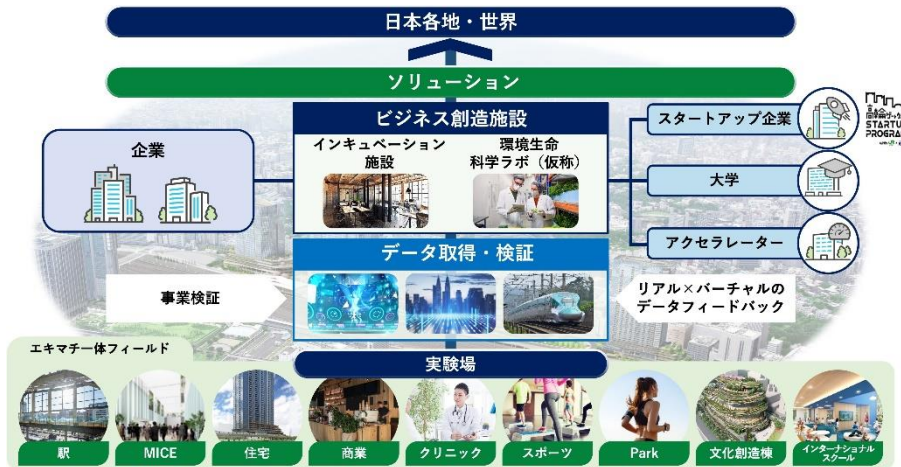 日本各地・世界
ソリューション
ビジネス創造施設
インキュベーション
施設
環境生命
科学ラボ（仮称）
企業
スタートアップ企業
大学
アクセラレーター
STARTU
PROGRA
データ取得・検証
事業検証
リアル×バーチャルの
データフィードバック
エキマチ一体フィールド
実験場
駅
MICE
住宅
商業
クリニック
スポーツ
Park
文化創造棟
インターナショナル
スクール